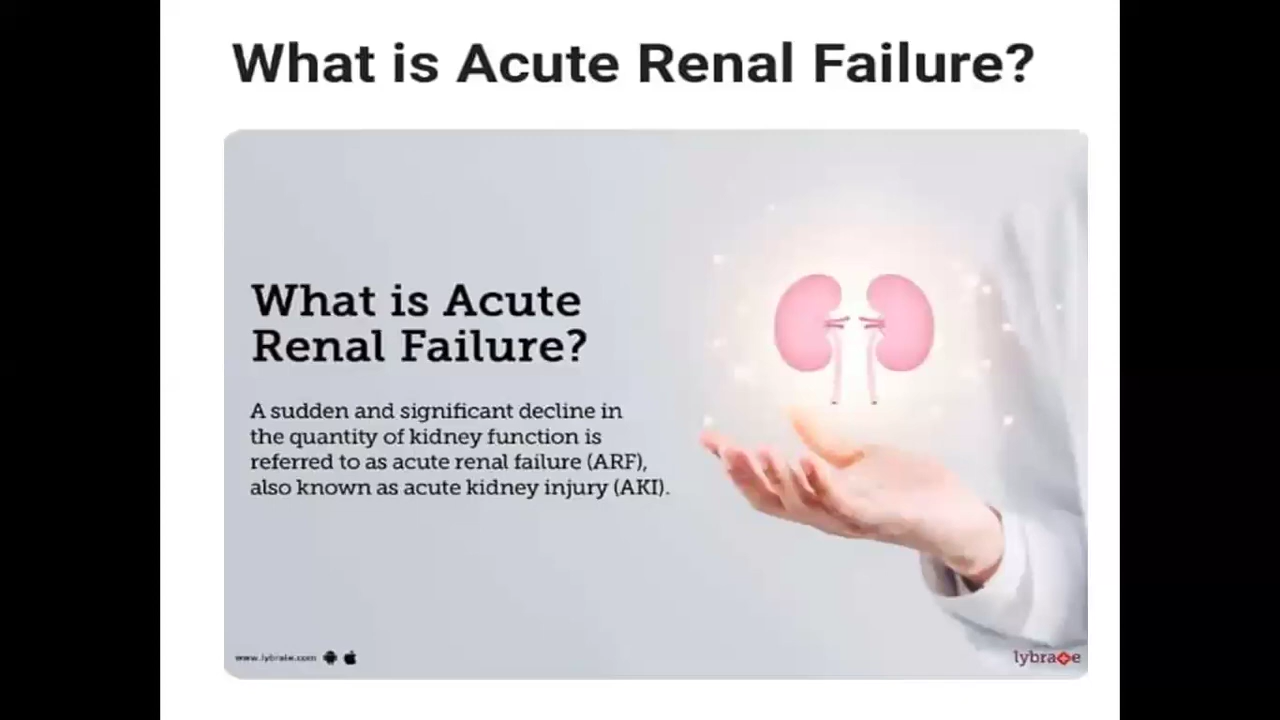 What is Acute Renal Failure?
What is Acute
Renal Failure?
A sudden and significant decline in
the quantity of kidney function is
referred to as acute renal failure (ARF),
also known as acute kidney injury (AKI).
www.lybrate.com
lybrate